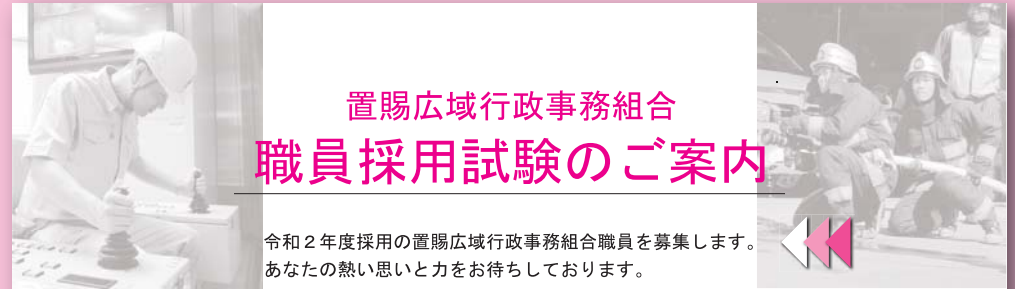 置賜広域行政事務組合
職員採用試験のご案内
令和２年度採用の置賜広域行政事務組合職員を募集します。
あなたの熱い思いと力をお待ちしております。